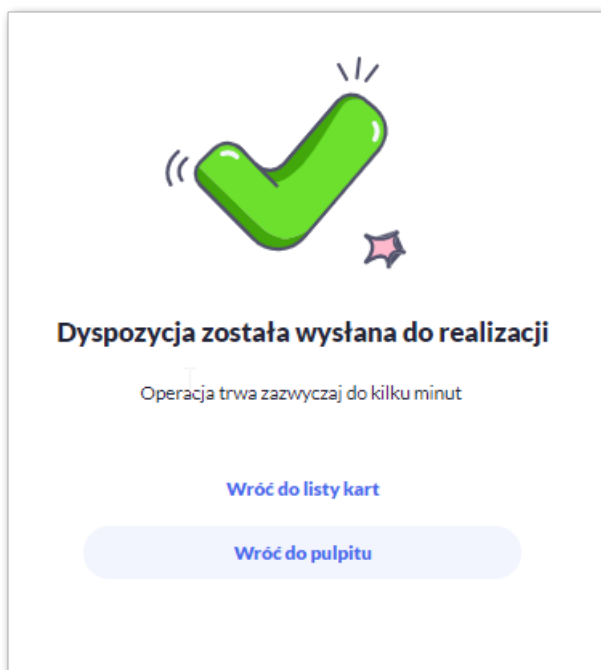 Dyspozycja została wysłana do realizacji
Operacja trwa zazwyczaj do kilku minut
Wróć do listy kart
Wróć do pulpitu